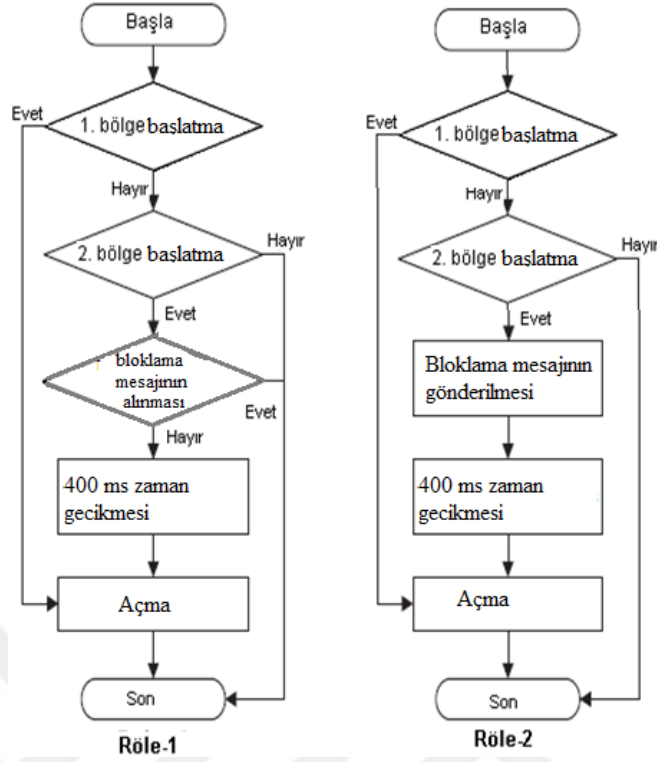 Başla
Evet
1. bölge başlatma
Hayır
2. bölge başlatma
Hayır
Evet
bloklama
mesajının
alınması
Evet
Hayır
400 ms zaman
gecikmesi
Açma
Son
Röle-1
Başla
Evet
1. bölge başlatma
Hayır
2. bölge başlatma
Hayır
Evet
Bloklama mesajının
gönderilmesi
400 ms zaman
gecikmesi
Açma
Son
Röle-2